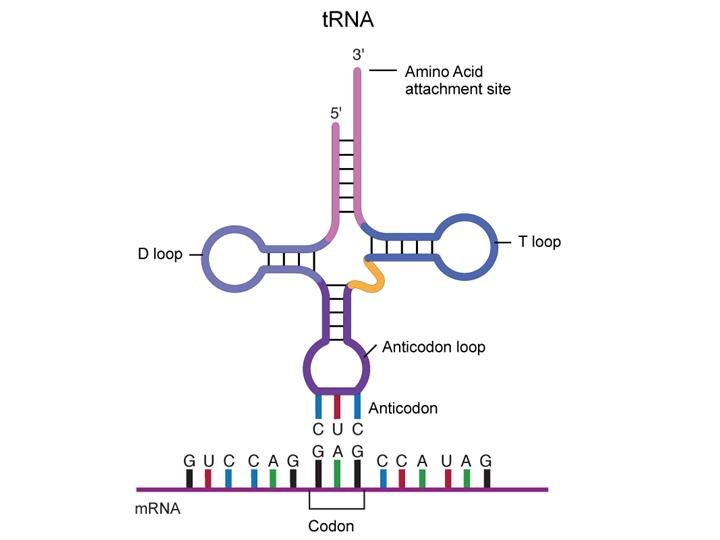 tRNA
3'
Amino Acid
attachment site
5'
D loop
T loop
Anticodon loop
Anticodon
C U C
G U C C A G G A G C C A U A G
mRNA
Codon